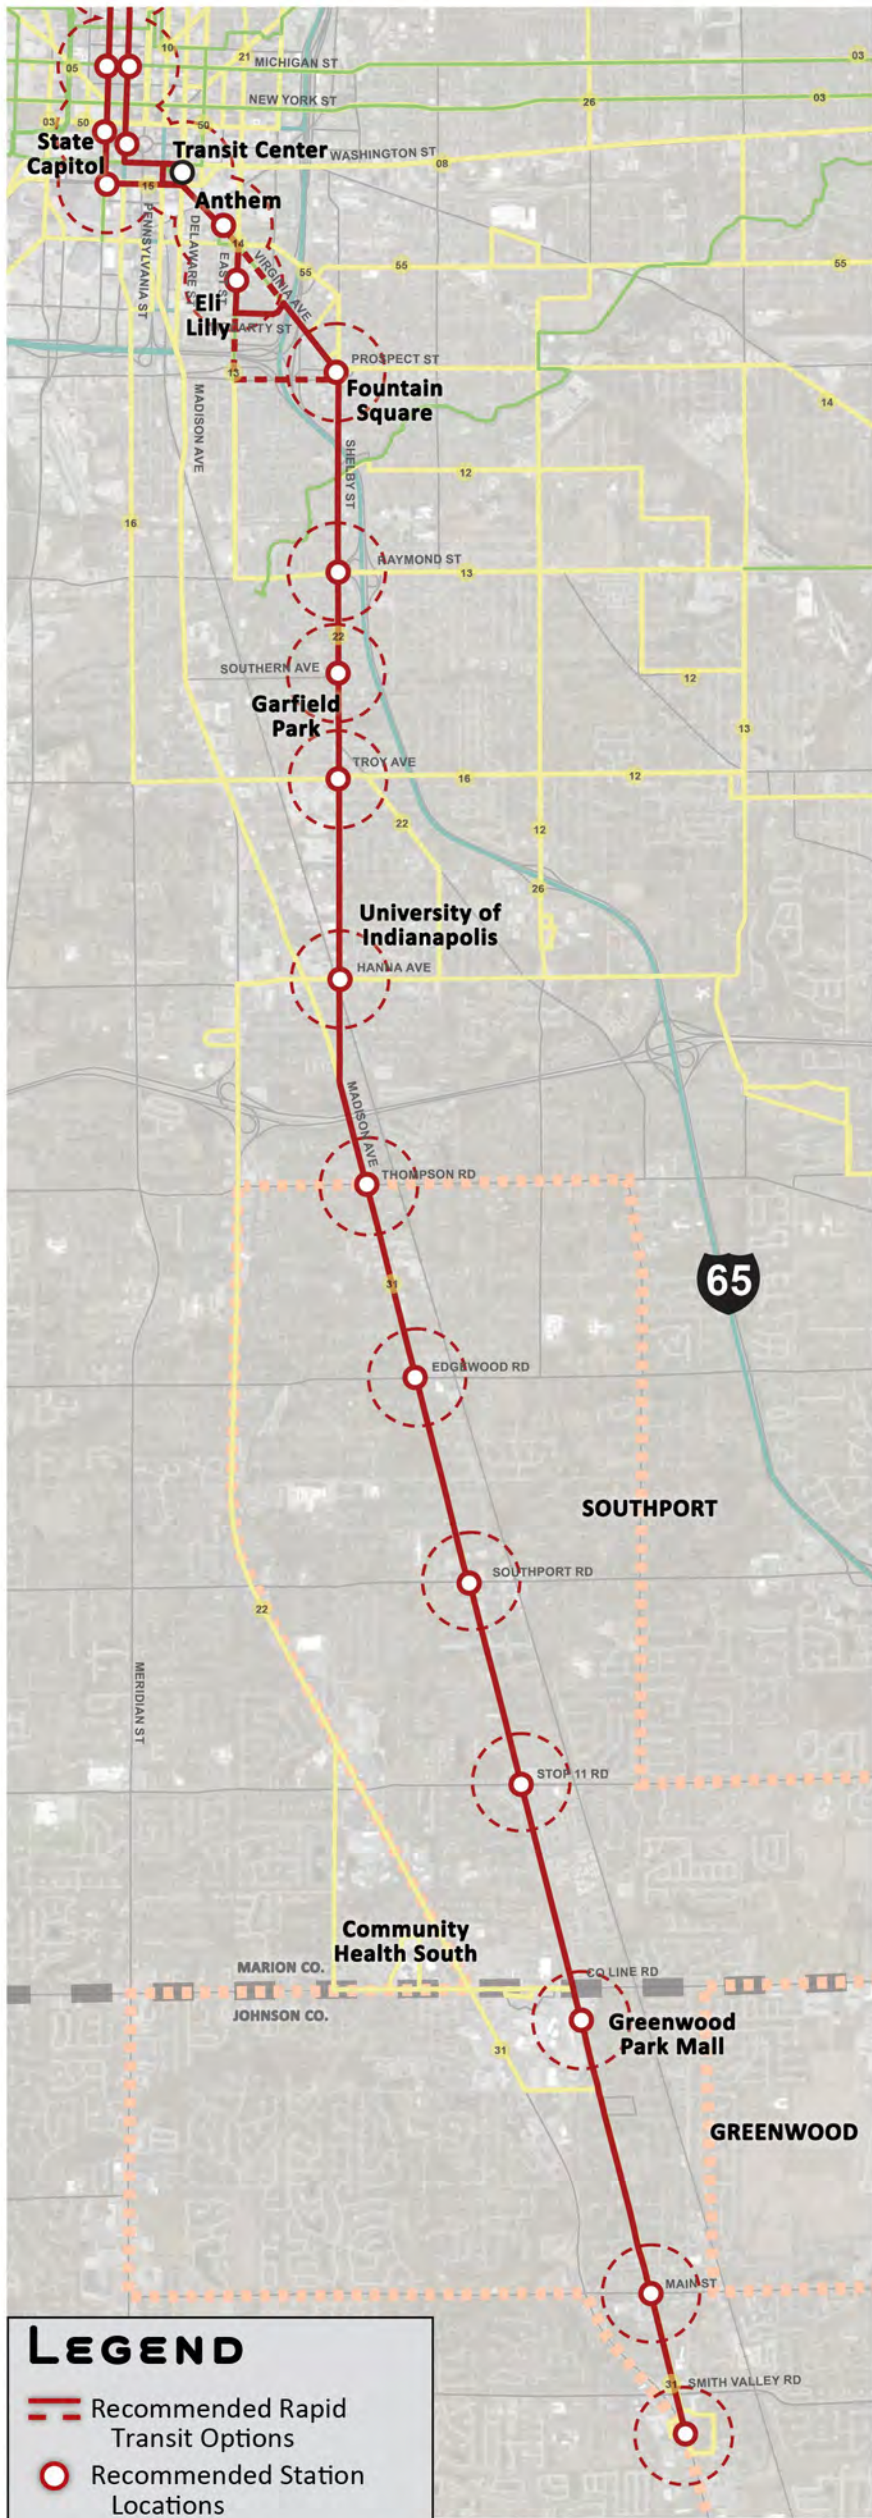 10
21
MICHIGAN ST
03
05
NEW YORK ST
26
03
03
50
50
State
Capitol
Transit Center
WASHINGTON ST
08
15
Anthem
PENNSYLVANIA ST
DELAWARE ST
EAST ST
14
VIRGINIA AVE
55
55
55
Eli
Lilly
PROSPECT ST
13
Fountain
Square
14
MADISON AVE
SHELBY ST
12
16
RAYMOND ST
13
22
SOUTHERN AVE
12
Garfield
Park
13
TROY AVE
16
12
22
12
26
University of
Indianapolis
HANNA AVE
MADISON AVE
THOMPSON RD
65
31
EDGEWOOD RD
SOUTHPORT
SOUTHPORT RD
22
MERIDIAN ST
STOP 11 RD
Community
Health South
MARION CO.
CO LINE RD
JOHNSON CO.
Greenwood
Park Mall
31
GREENWOOD
MAIN ST
31
SMITH VALLEY RD
LEGEND
Recommended Rapid
Transit Options
Recommended Station
Locations